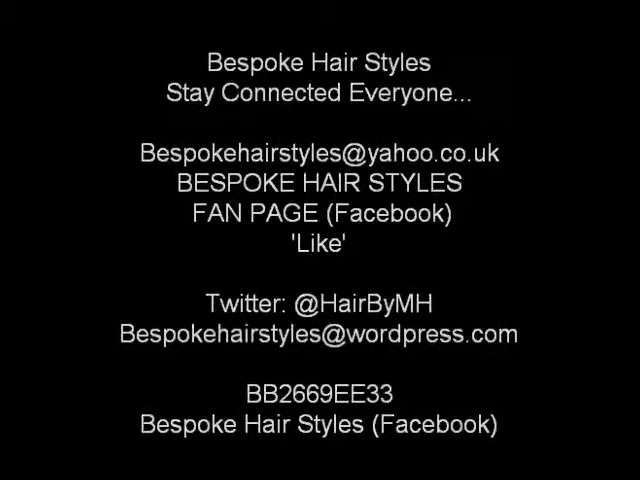 Bespoke Hair Styles
Stay Connected Everyone...
Bespokehairstyles@yahoo.co.uk
BESPOKE HAIR STYLES
FAN PAGE (Facebook)
'Like'
Twitter: @HairByMH
Bespokehairstyles@wordpress.com
BB2669EE33
Bespoke Hair Styles (Facebook)